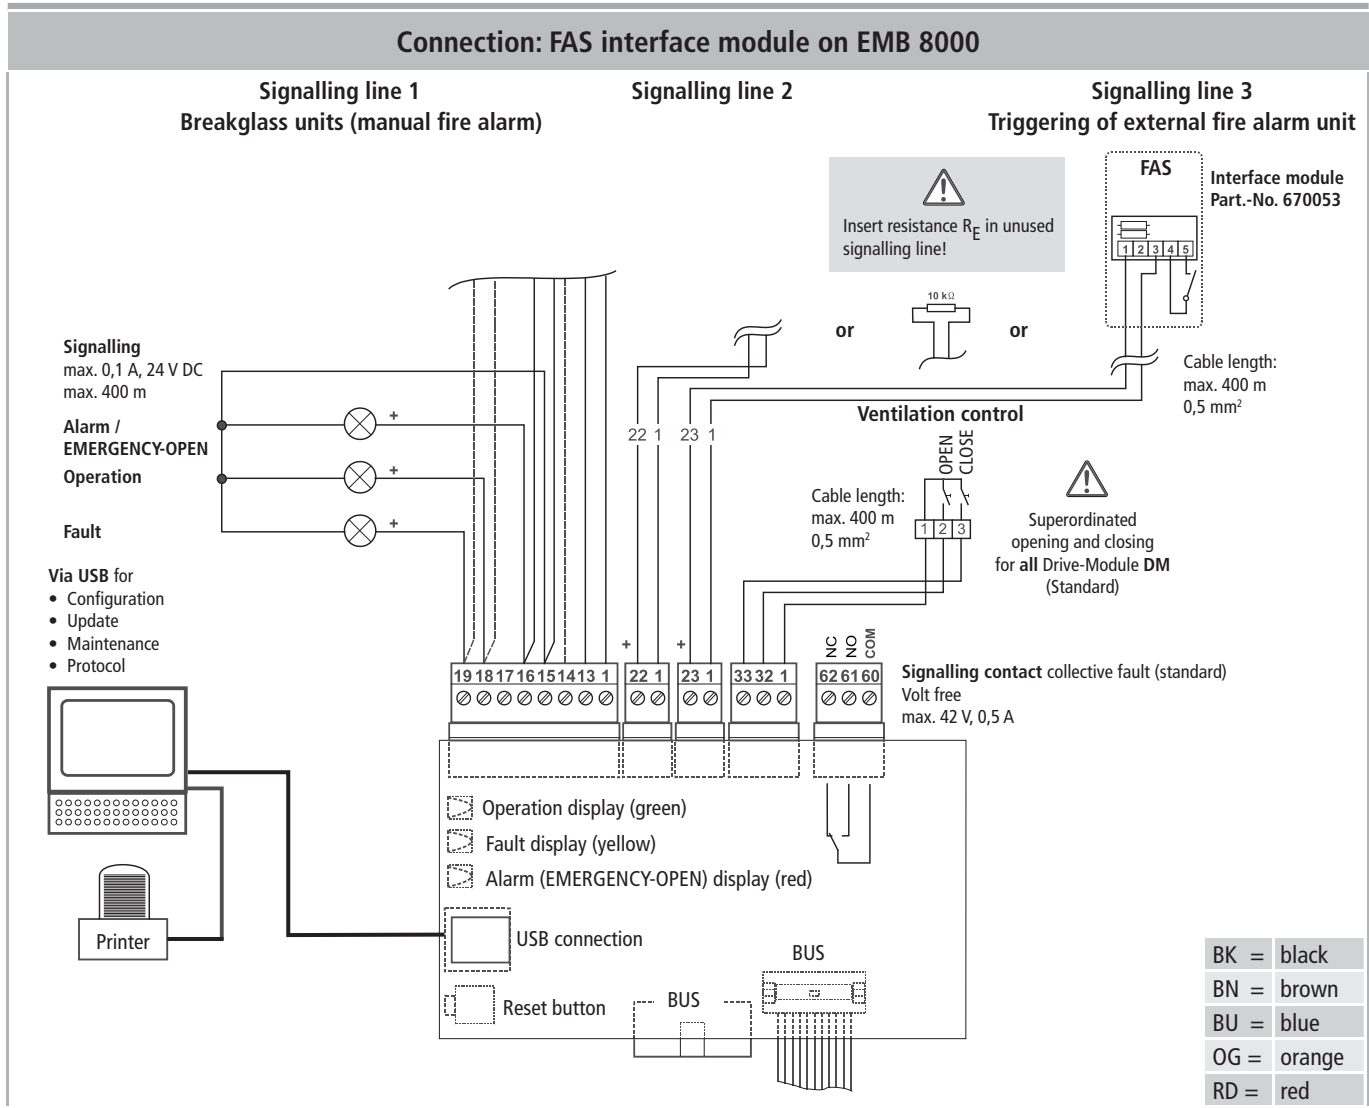 Connection: FAS interface module on EMB 8000
Signalling line 1
Breakglass units (manual fire alarm)
Signalling line 2
Signalling line 3
Triggering of external fire alarm unit
FAS
Interface module
Part.-No. 670053
1 2 3 4 5
Insert resistance RE in unused
signalling line!
10 kΩ
or
or
Signalling
max. 0,1 A, 24 V DC
max. 400 m
Alarm /
EMERGENCY-OPEN
Operation
Fault
+
+
+
Cable length:
max. 400 m
0,5 mm²
22 1 23 1
Ventilation control
OPEN
CLOSE
Cable length:
max. 400 m
0,5 mm²
1 2 3
Superordinated
opening and closing
for all Drive-Module DM
(Standard)
Via USB for
• Configuration
• Update
• Maintenance
• Protocol
+
+
NC
NO
COM
19 18 17 16 15 14 13 1
22 1
23 1
33 32 1
62 61 60
Signalling contact collective fault (standard)
Volt free
max. 42 V, 0,5 A
Operation display (green)
Fault display (yellow)
Alarm (EMERGENCY-OPEN) display (red)
USB connection
Printer
Reset button
BUS
BUS
BK = black
BN = brown
BU = blue
OG = orange
RD = red